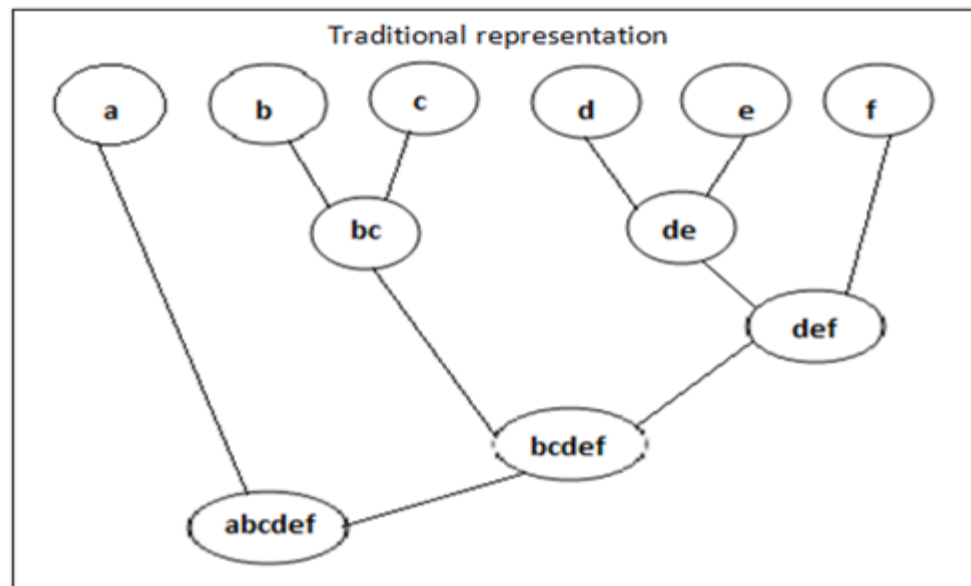 Traditional representation
a b c d e f
bc de
def
bcdef
abcdef